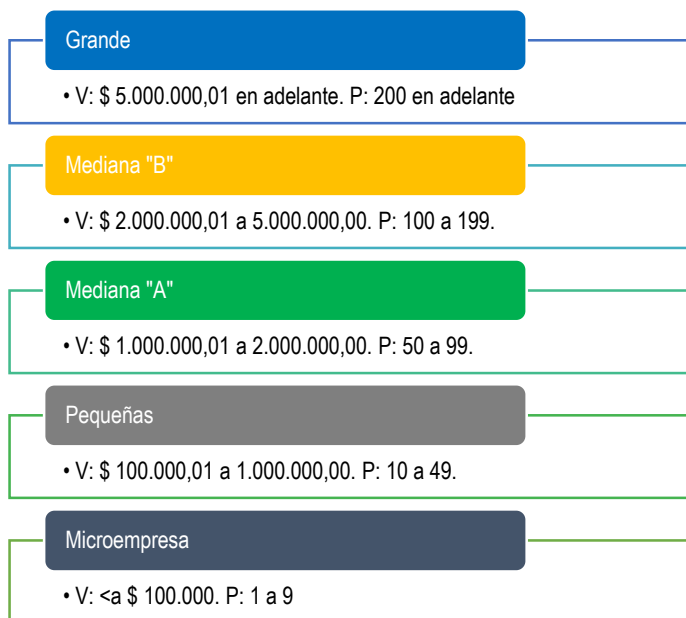 Grande
• V: $ 5.000.000,01 en adelante. P: 200 en adelante
Mediana "B"
• V: $ 2.000.000,01 a 5.000.000,00. P: 100 a 199.
Mediana "A"
• V: $ 1.000.000,01 a 2.000.000,00. P: 50 a 99.
Pequeñas
• V: $ 100.000,01 a 1.000.000,00. P: 10 a 49.
Microempresa
• V: <a $ 100.000. P: 1 a 9